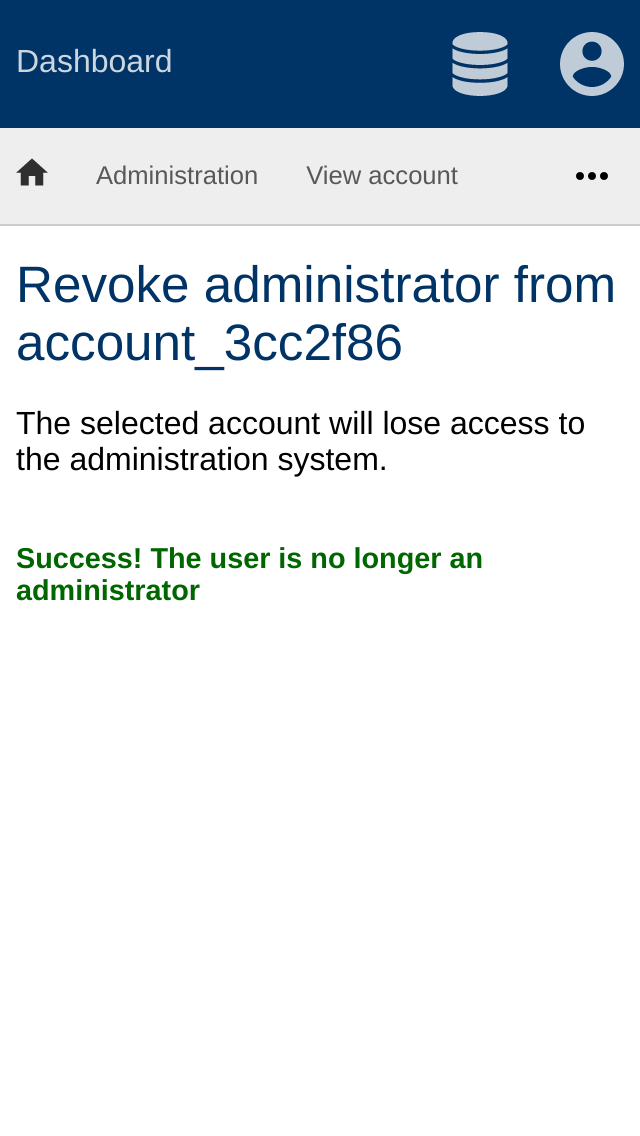 Dashboard
Administration View account
Revoke administrator from
account_3cc2f86
The selected account will lose access to
the administration system.
Success! The user is no longer an
administrator